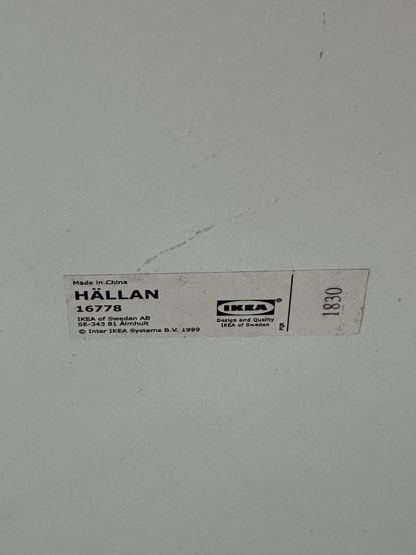 Made in China
HÄLLAN
16778
IKEA of Sweden AB
SE-343 81 Älmhult
© Inter IKEA Systems B.V. 1999
IKEA®
Design and Quality
IKEA of Sweden
1830